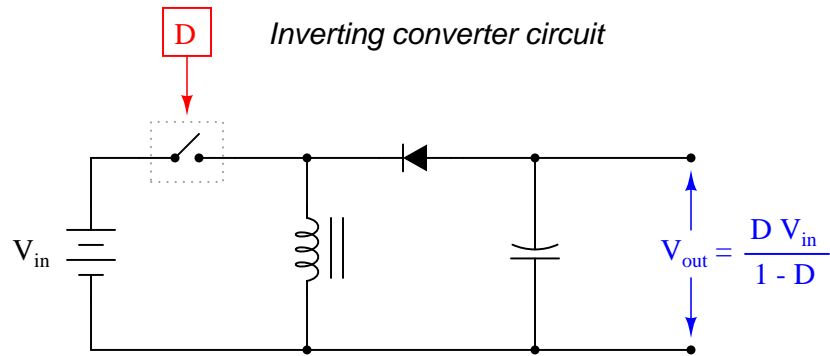 D
Inverting converter circuit
V_in
V_out = D V_in
1 - D